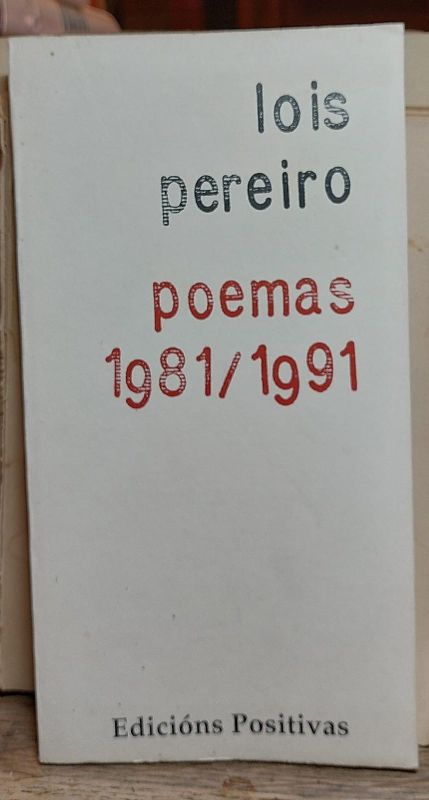 lois
pereiro
poemas
1981/1991
Edicións Positivas